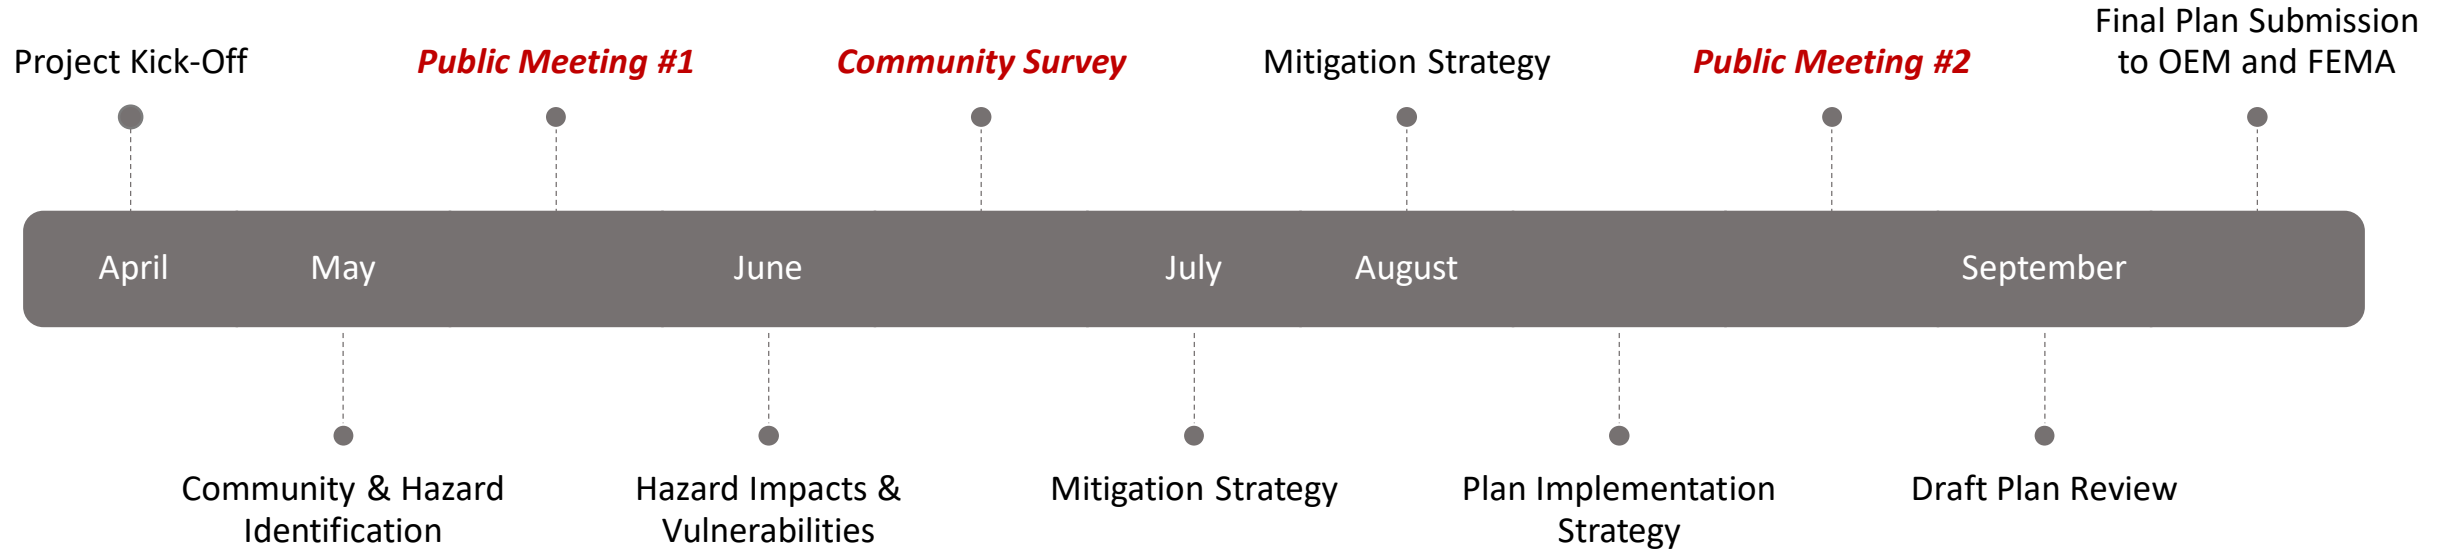 Project Kick-Off
Public Meeting #1
Community Survey
Mitigation Strategy
Public Meeting #2
Final Plan Submission
to OEM and FEMA
April
May
June
July
August
September
Community & Hazard
Identification
Hazard Impacts &
Vulnerabilities
Mitigation Strategy
Plan Implementation
Strategy
Draft Plan Review